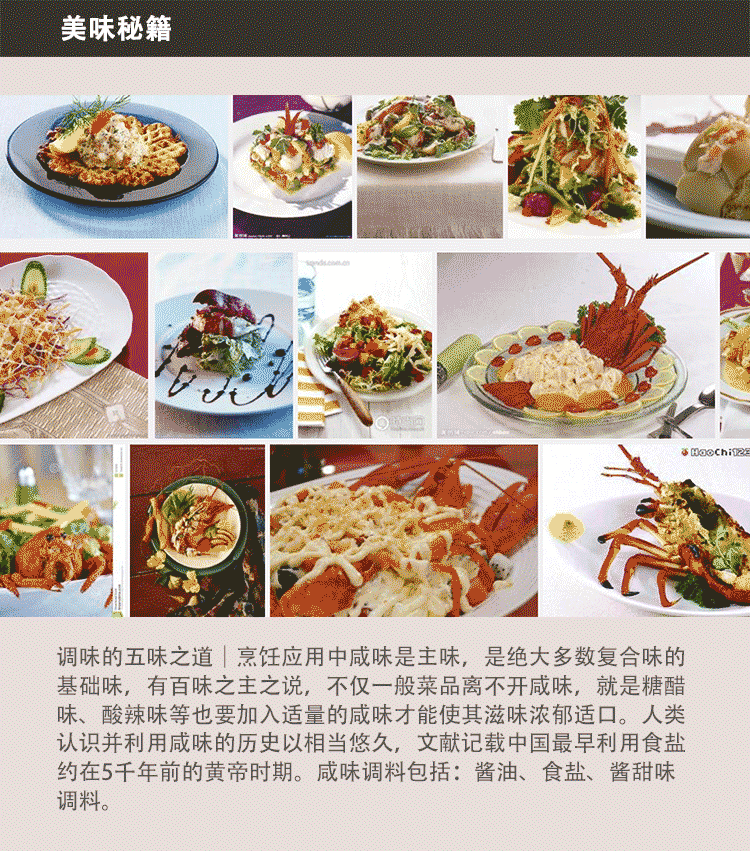 美味秘籍
HaoChi123
调味的五味之道｜烹饪应用中咸味是主味，是绝大多数复合味的
基础味，有百味之主之说，不仅一般菜品离不开咸味，就是糖醋
味、酸辣味等也要加入适量的咸味才能使其滋味浓郁适口。人类
认识并利用咸味的历史以相当悠久，文献记载中国最早利用食盐
约在5千年前的黄帝时期。咸味调料包括：酱油、食盐、酱甜味
调料。